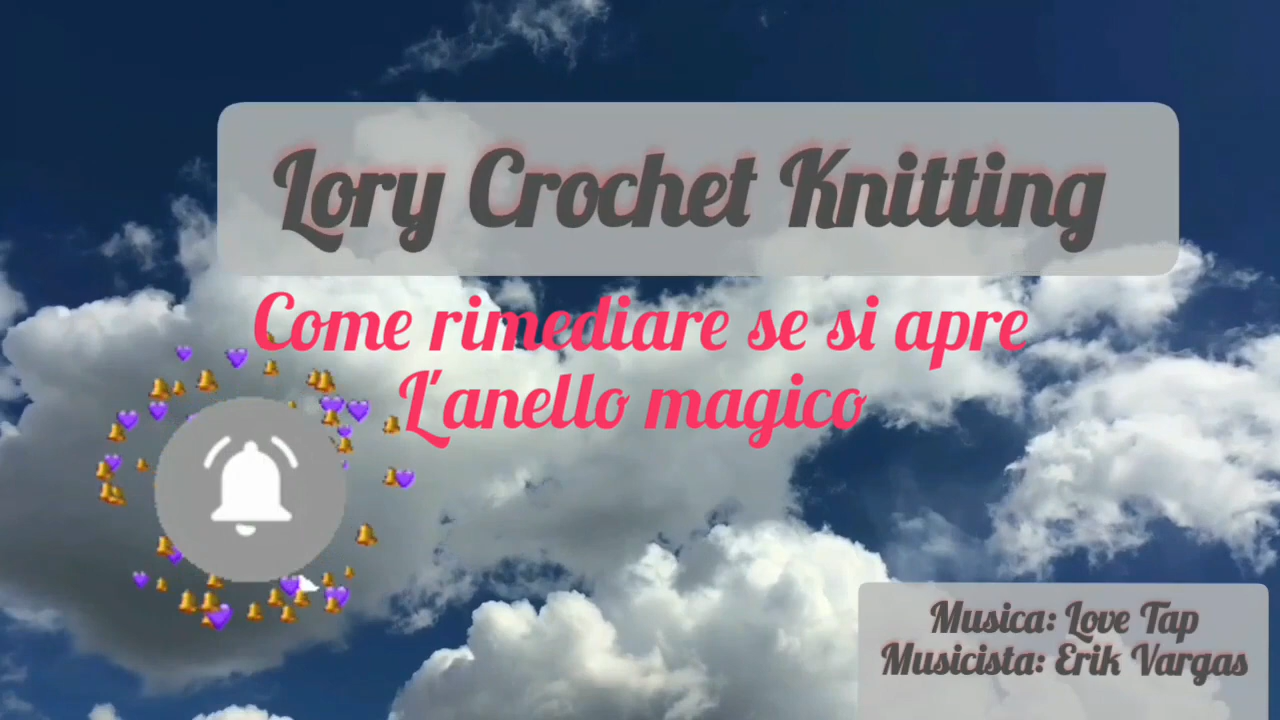 Lory Crochet Knitting
Come rimediare se si apre
L'anello magico
Musica: Love Tap
Musicista: Erik Vargas